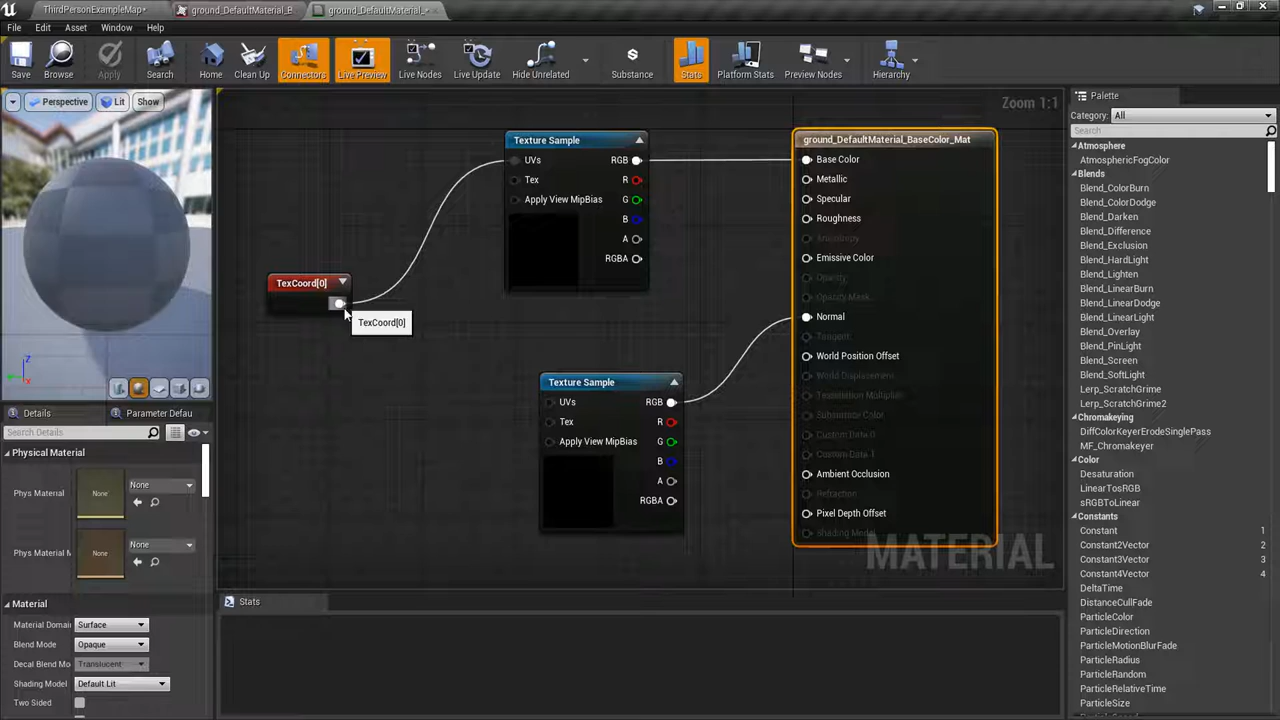 ThirdPersonExampleMap*
ground_DefaultMaterial_B
ground_DefaultMaterial_
File Edit Asset Window Help
Save
Browse
Apply
Search
Home
Clean Up
Connectors
Live Preview
Live Nodes
Live Update
Hide Unrelated
Substance
Stats
Platform Stats
Preview Nodes
Hierarchy
Perspective
Lit
Show
Zoom 1:1
Texture Sample
UVs
Tex
Apply View MipBias
RGB
R
G
B
A
RGBA
TexCoord[0]
TexCoord[0]
Texture Sample
UVs
Tex
Apply View MipBias
RGB
R
G
B
A
RGBA
ground_DefaultMaterial_BaseColor_Mat
Base Color
Metallic
Specular
Roughness
Anisotropy
Emissive Color
Opacity
Opacity Mask
Normal
Tangent
World Position Offset
World Displacement
Tessellation Multiplier
Subsurface Color
Custom Data 0
Custom Data 1
Ambient Occlusion
Refraction
Pixel Depth Offset
Shading Model
MATERIAL
Z
Details
Parameter Defau
Search Details
Physical Material
Phys Material
None
None
Phys Material M
None
None
Material
Material Domain
Surface
Blend Mode
Opaque
Decal Blend Mo
Translucent
Shading Model
Default Lit
Two Sided
Stats
Palette
Category: All
Search
Atmosphere
AtmosphericFogColor
Blends
Blend_ColorBurn
Blend_ColorDodge
Blend_Darken
Blend_Difference
Blend_Exclusion
Blend_HardLight
Blend_Lighten
Blend_LinearBurn
Blend_LinearDodge
Blend_LinearLight
Blend_Overlay
Blend_PinLight
Blend_Screen
Blend_SoftLight
Lerp_ScratchGrime
Lerp_ScratchGrime2
Chromakeying
DiffColorKeyerErodeSinglePass
MF_Chromakeyer
Color
Desaturation
LinearTosRGB
sRGBToLinear
Constants
Constant 1
Constant2Vector 2
Constant3Vector 3
Constant4Vector 4
DeltaTime
DistanceCullFade
ParticleColor
ParticleDirection
ParticleMotionBlurFade
ParticleRadius
ParticleRandom
ParticleRelativeTime
ParticleSize